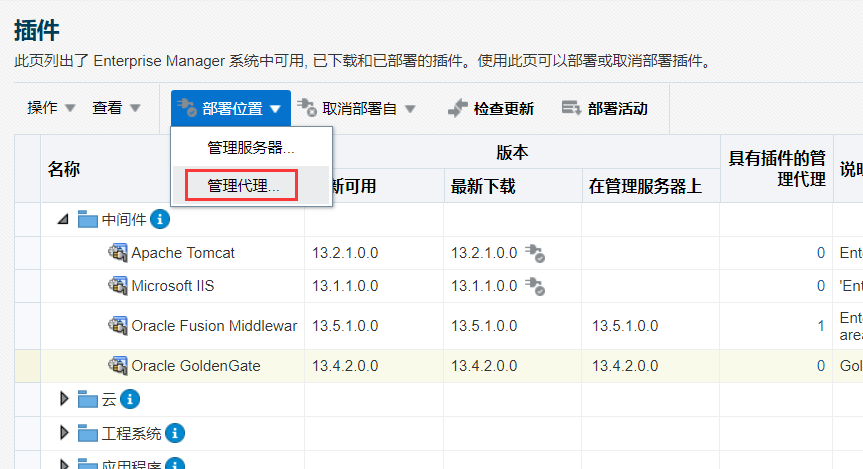 插件
此页列出了 Enterprise Manager 系统中可用, 已下载和已部署的插件。使用此页可以部署或取消部署插件。
操作 查看 部署位置 取消部署自 检查更新 部署活动
管理服务器...
管理代理...
名称 版本 具有插件的管理代理 说明
新可用 最新下载 在管理服务器上
中间件
Apache Tomcat 13.2.1.0.0 13.2.1.0.0 0 Ente
Microsoft IIS 13.1.1.0.0 13.1.1.0.0 0 'Ent
Oracle Fusion Middlewar 13.5.1.0.0 13.5.1.0.0 13.5.1.0.0 1 Ente
area
Oracle GoldenGate 13.4.2.0.0 13.4.2.0.0 13.4.2.0.0 0 Gol
云
工程系统
应用程序